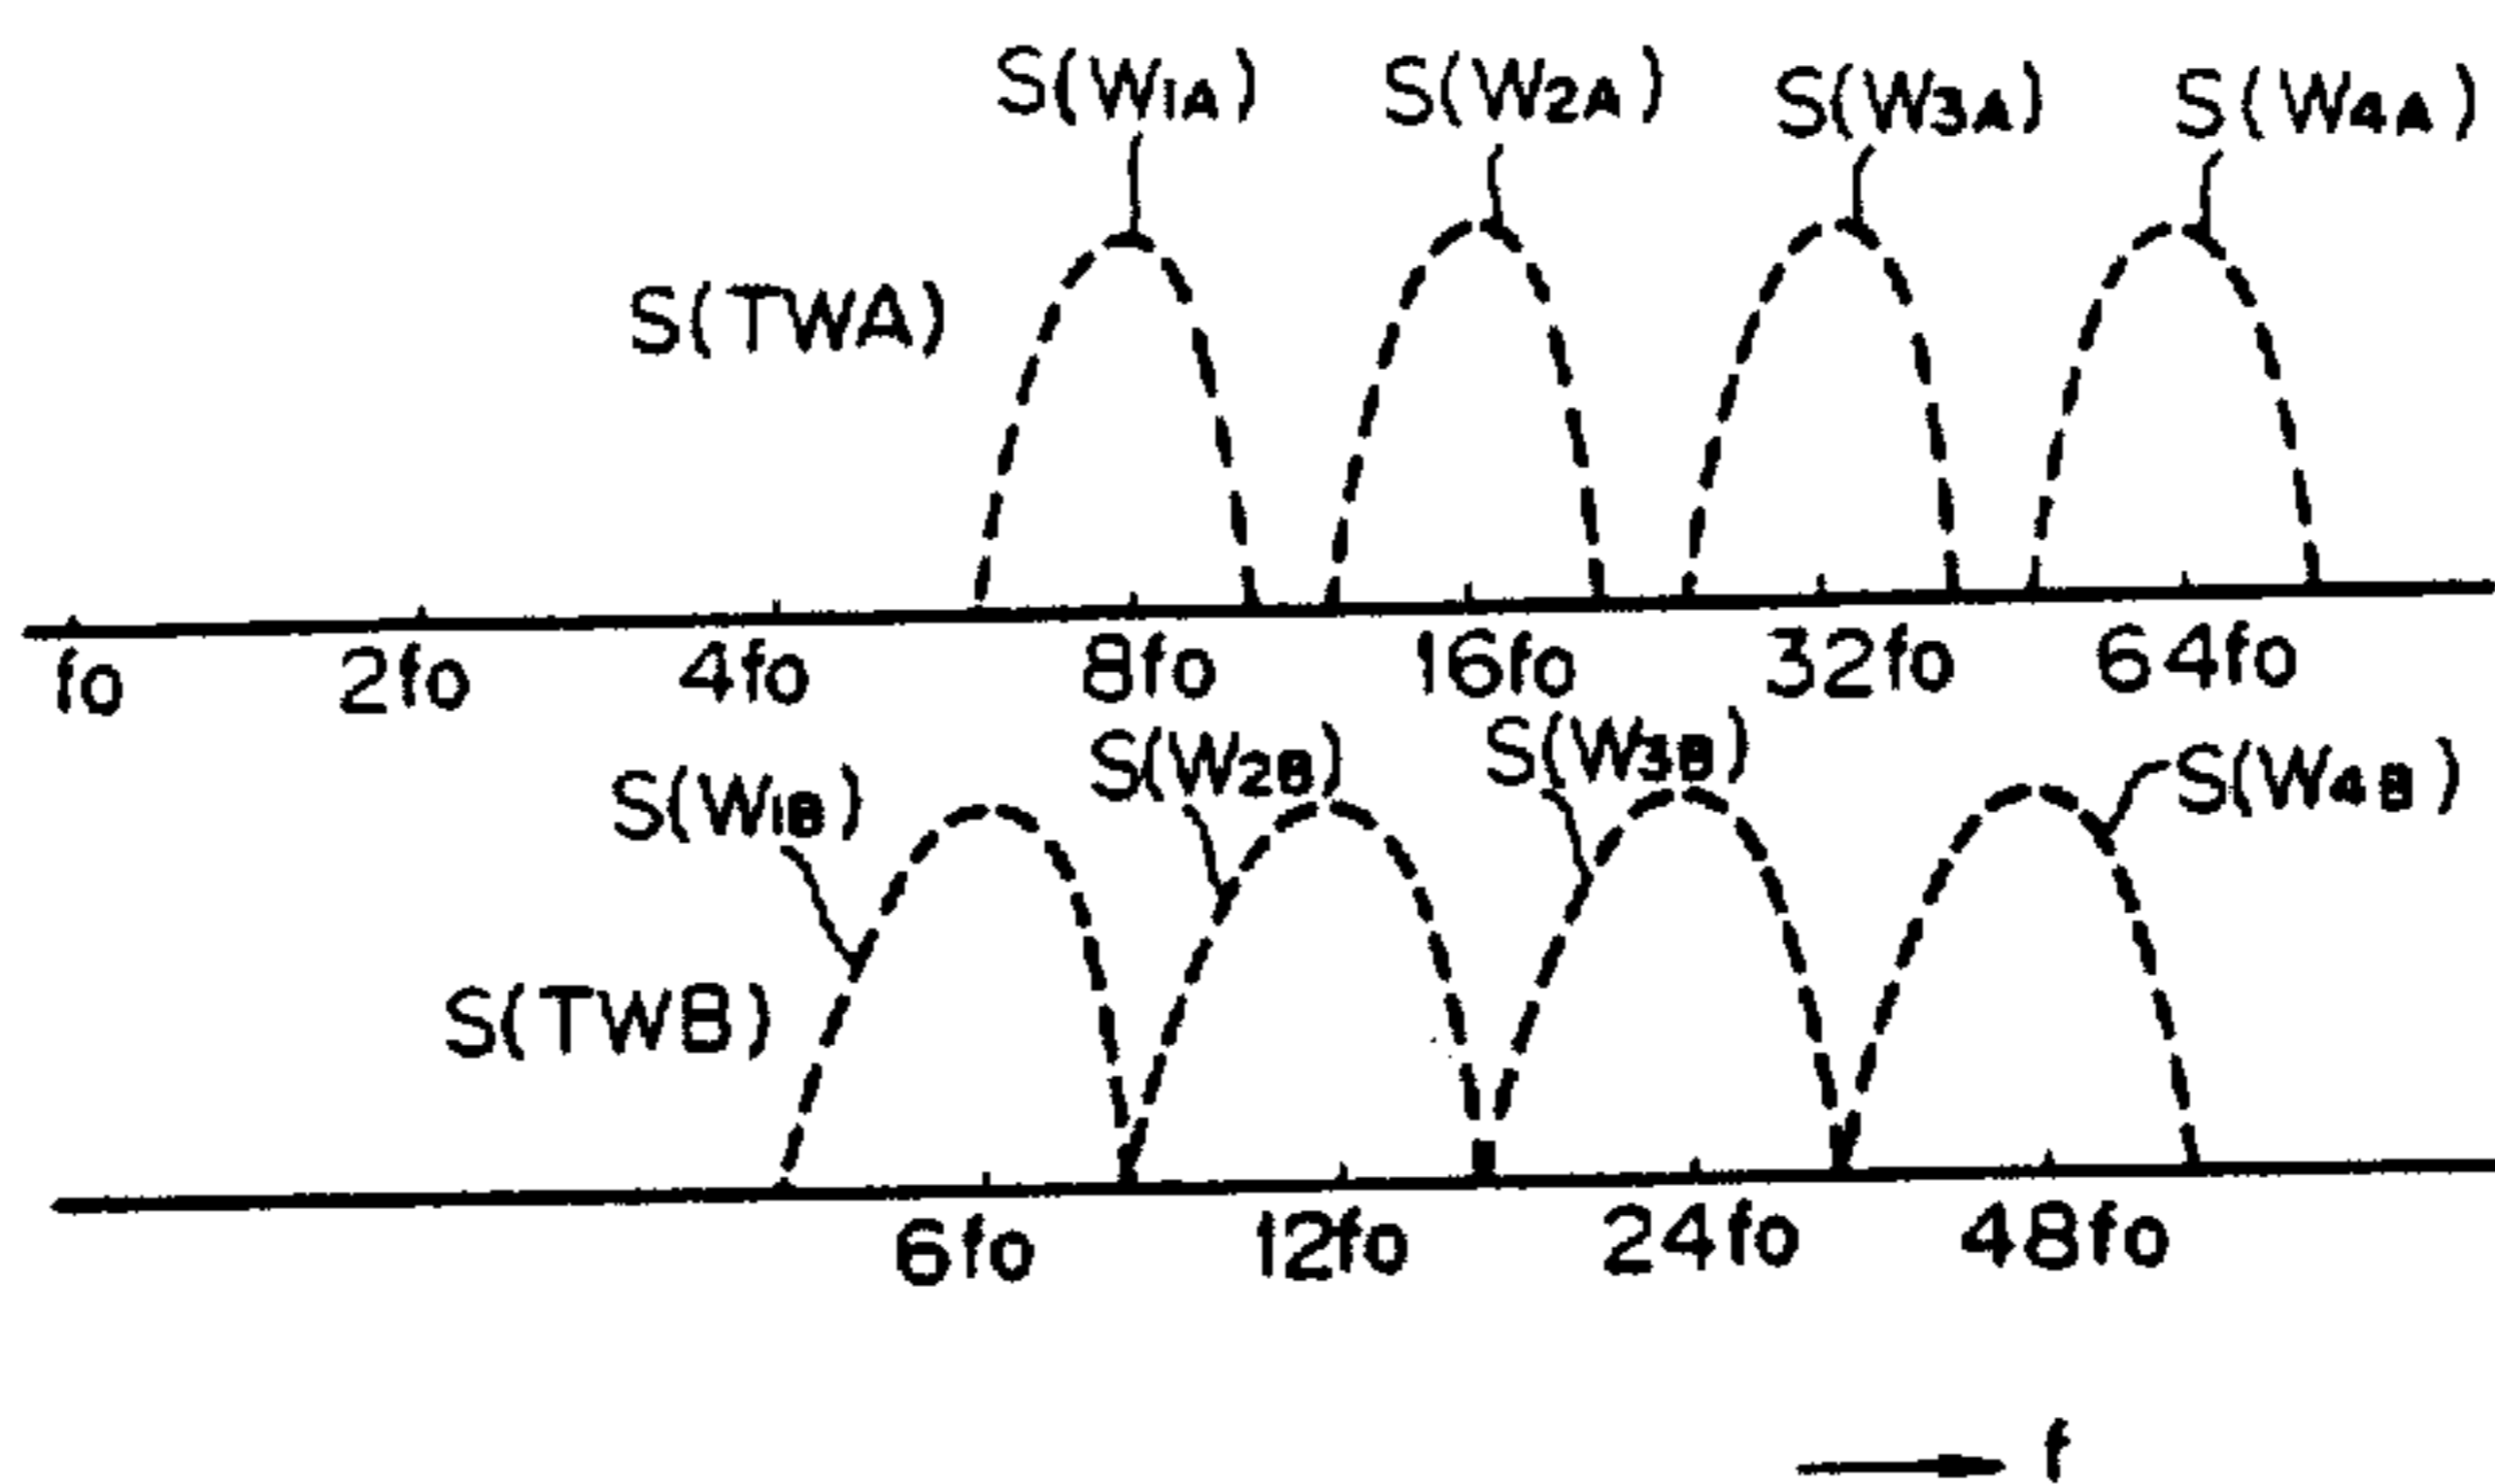 S(W1A) S(W2A) S(W3A) S(W4A)
S(TWA)
fo 2fo 4fo 8fo 16fo 32fo 64fo
S(W1B) S(W2B) S(W3B) S(W4B)
S(TWB)
6fo 12fo 24fo 48fo
f